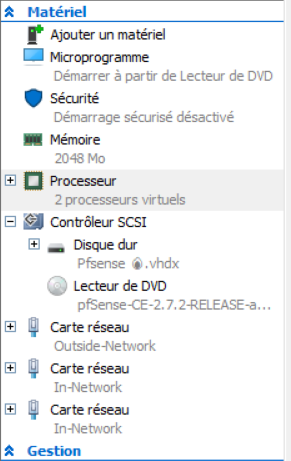 Matériel
Ajouter un matériel
Microprogramme
Démarrer à partir de Lecteur de DVD
Sécurité
Démarrage sécurisé désactivé
Mémoire
2048 Mo
Processeur
2 processeurs virtuels
Contrôleur SCSI
Disque dur
Pfsense 🔥.vhdx
Lecteur de DVD
pfSense-CE-2.7.2-RELEASE-a...
Carte réseau
Outside-Network
Carte réseau
In-Network
Carte réseau
In-Network
Gestion